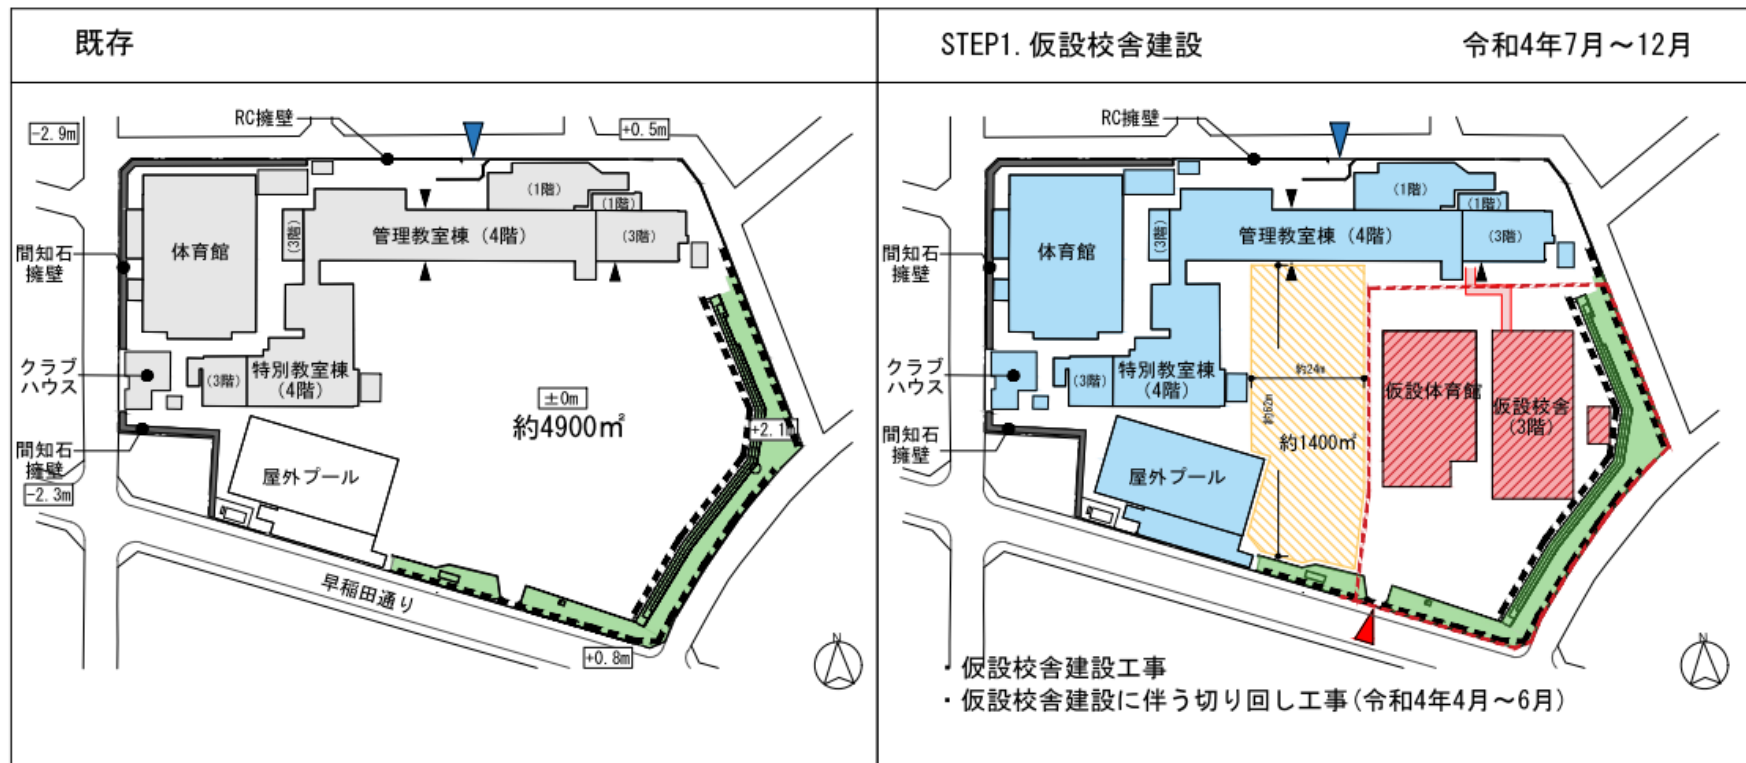 既存
RC擁壁
-2.9m
+0.5m
(1階)
(1階)
(3階)
管理教室棟(4階)
(3階)
体育館
間知石
擁壁
クラブ
ハウス
(3階)
特別教室棟
(4階)
±0m
約4900㎡
+2.1m
間知石
擁壁
屋外プール
-2.3m
早稲田通り
+0.8m
N
STEP1.仮設校舎建設
令和4年7月～12月
RC擁壁
(1階)
(1階)
(3階)
管理教室棟(4階)
(3階)
体育館
間知石
擁壁
クラブ
ハウス
(3階)
特別教室棟
(4階)
約24m
約62m
約1400㎡
仮設体育館
仮設校舎
(3階)
間知石
擁壁
屋外プール
N
・仮設校舎建設工事
・仮設校舎建設に伴う切り回し工事(令和4年4月～6月)